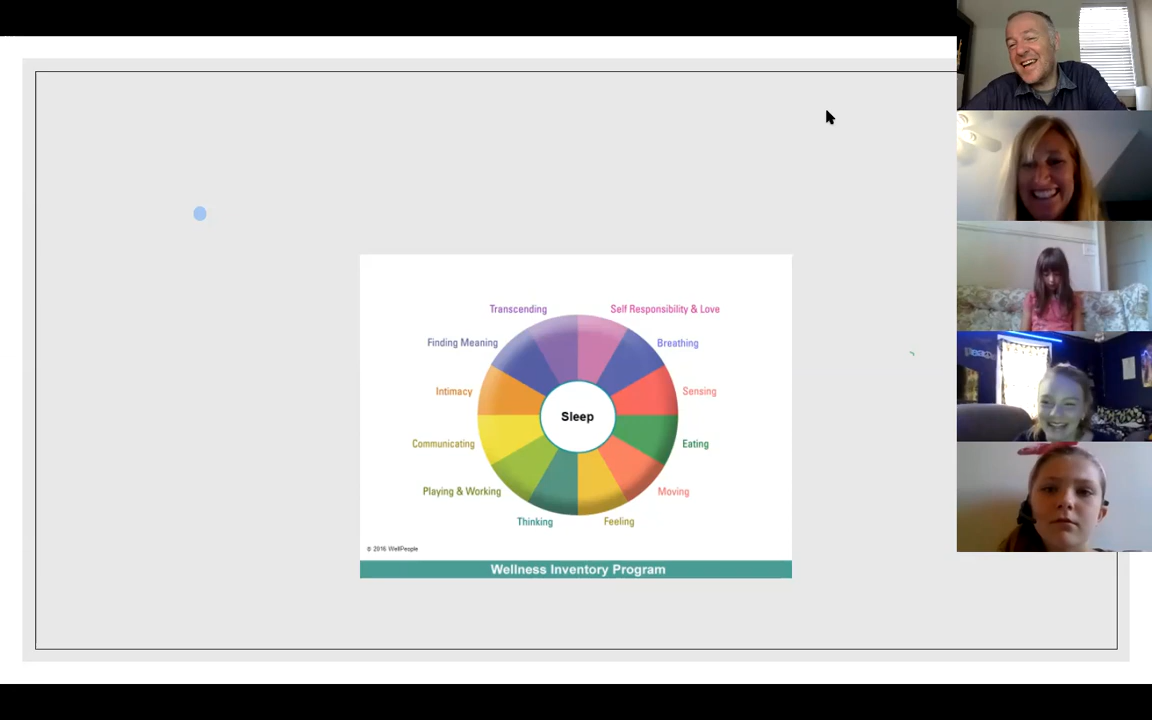 Transcending
Self Responsibility & Love
Finding Meaning
Breathing
Intimacy
Sensing
Sleep
Communicating
Eating
Playing & Working
Moving
Thinking
Feeling
© 2016 WellPeople
Wellness Inventory Program
peace